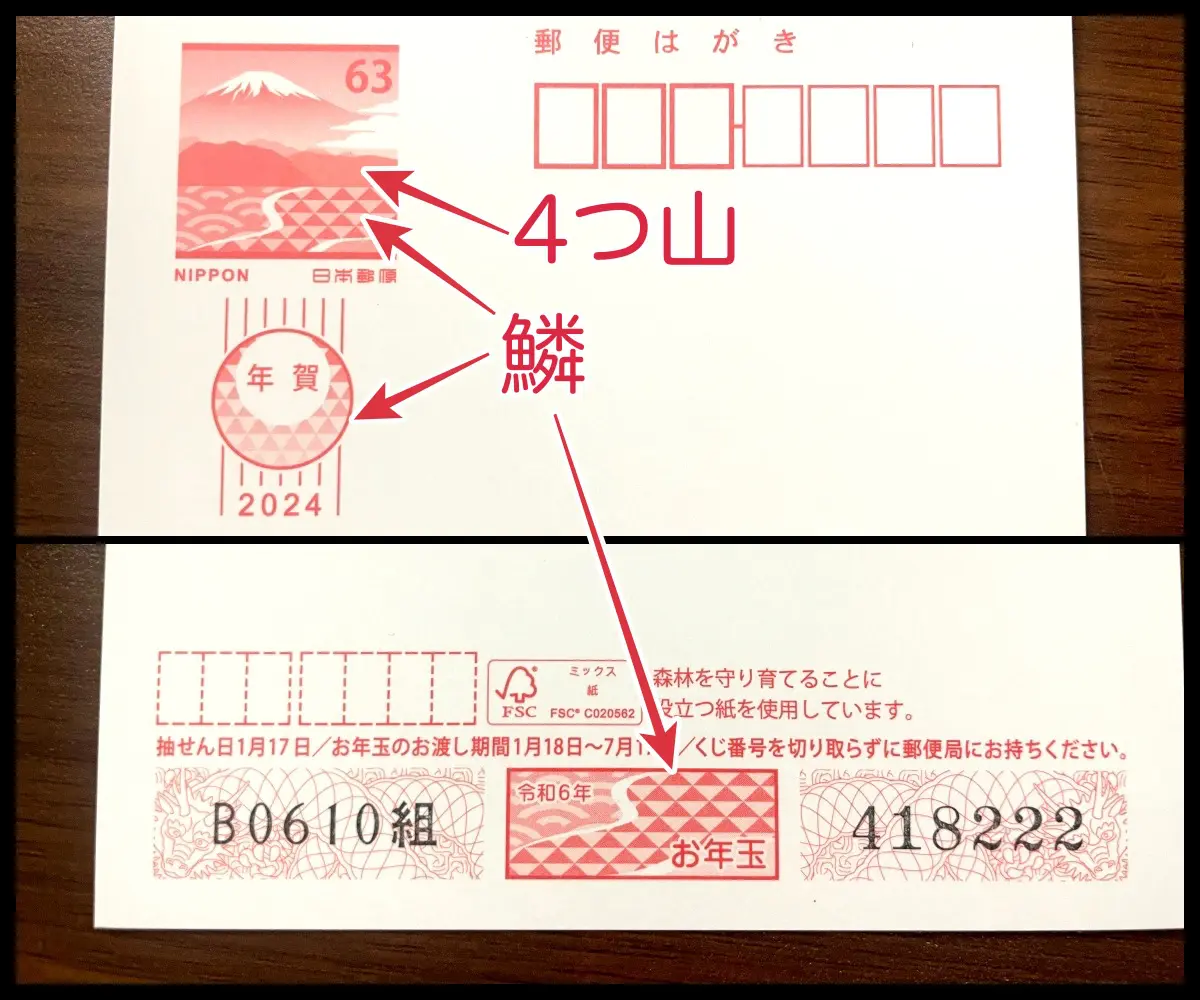 63
郵便はがき
NIPPON 日本郵便
4つ山
鱗
年賀
2024
ミックス
紙
FSC
FSC® C020562
森林を守り育てることに
役立つ紙を使用しています。
抽せん日1月17日/お年玉のお渡し期間1月18日~7月1 /くじ番号を切り取らずに郵便局にお持ちください。
B0610組
令和6年
お年玉
418222